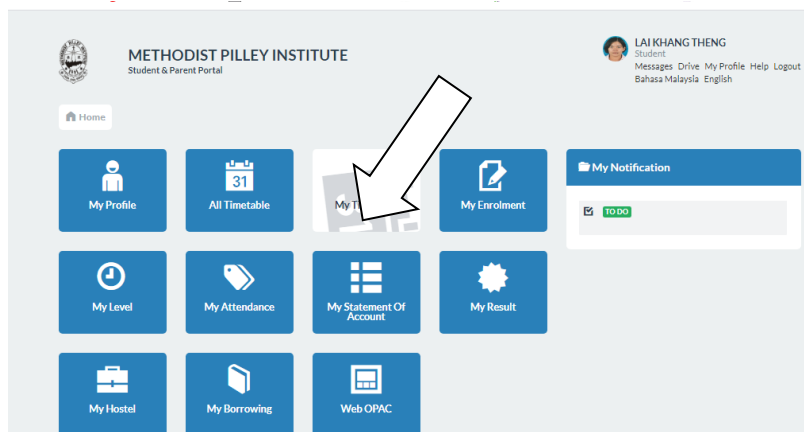 METHODIST PILLEY INSTITUTE
Student & Parent Portal
LAI KHANG THENG
Student
Messages Drive My Profile Help Logout
Bahasa Malaysia English
Home
My Profile
31
All Timetable
My
My Enrolment
My Notification
TO DO
My Level
My Attendance
My Statement Of
Account
My Result
My Hostel
My Borrowing
Web OPAC